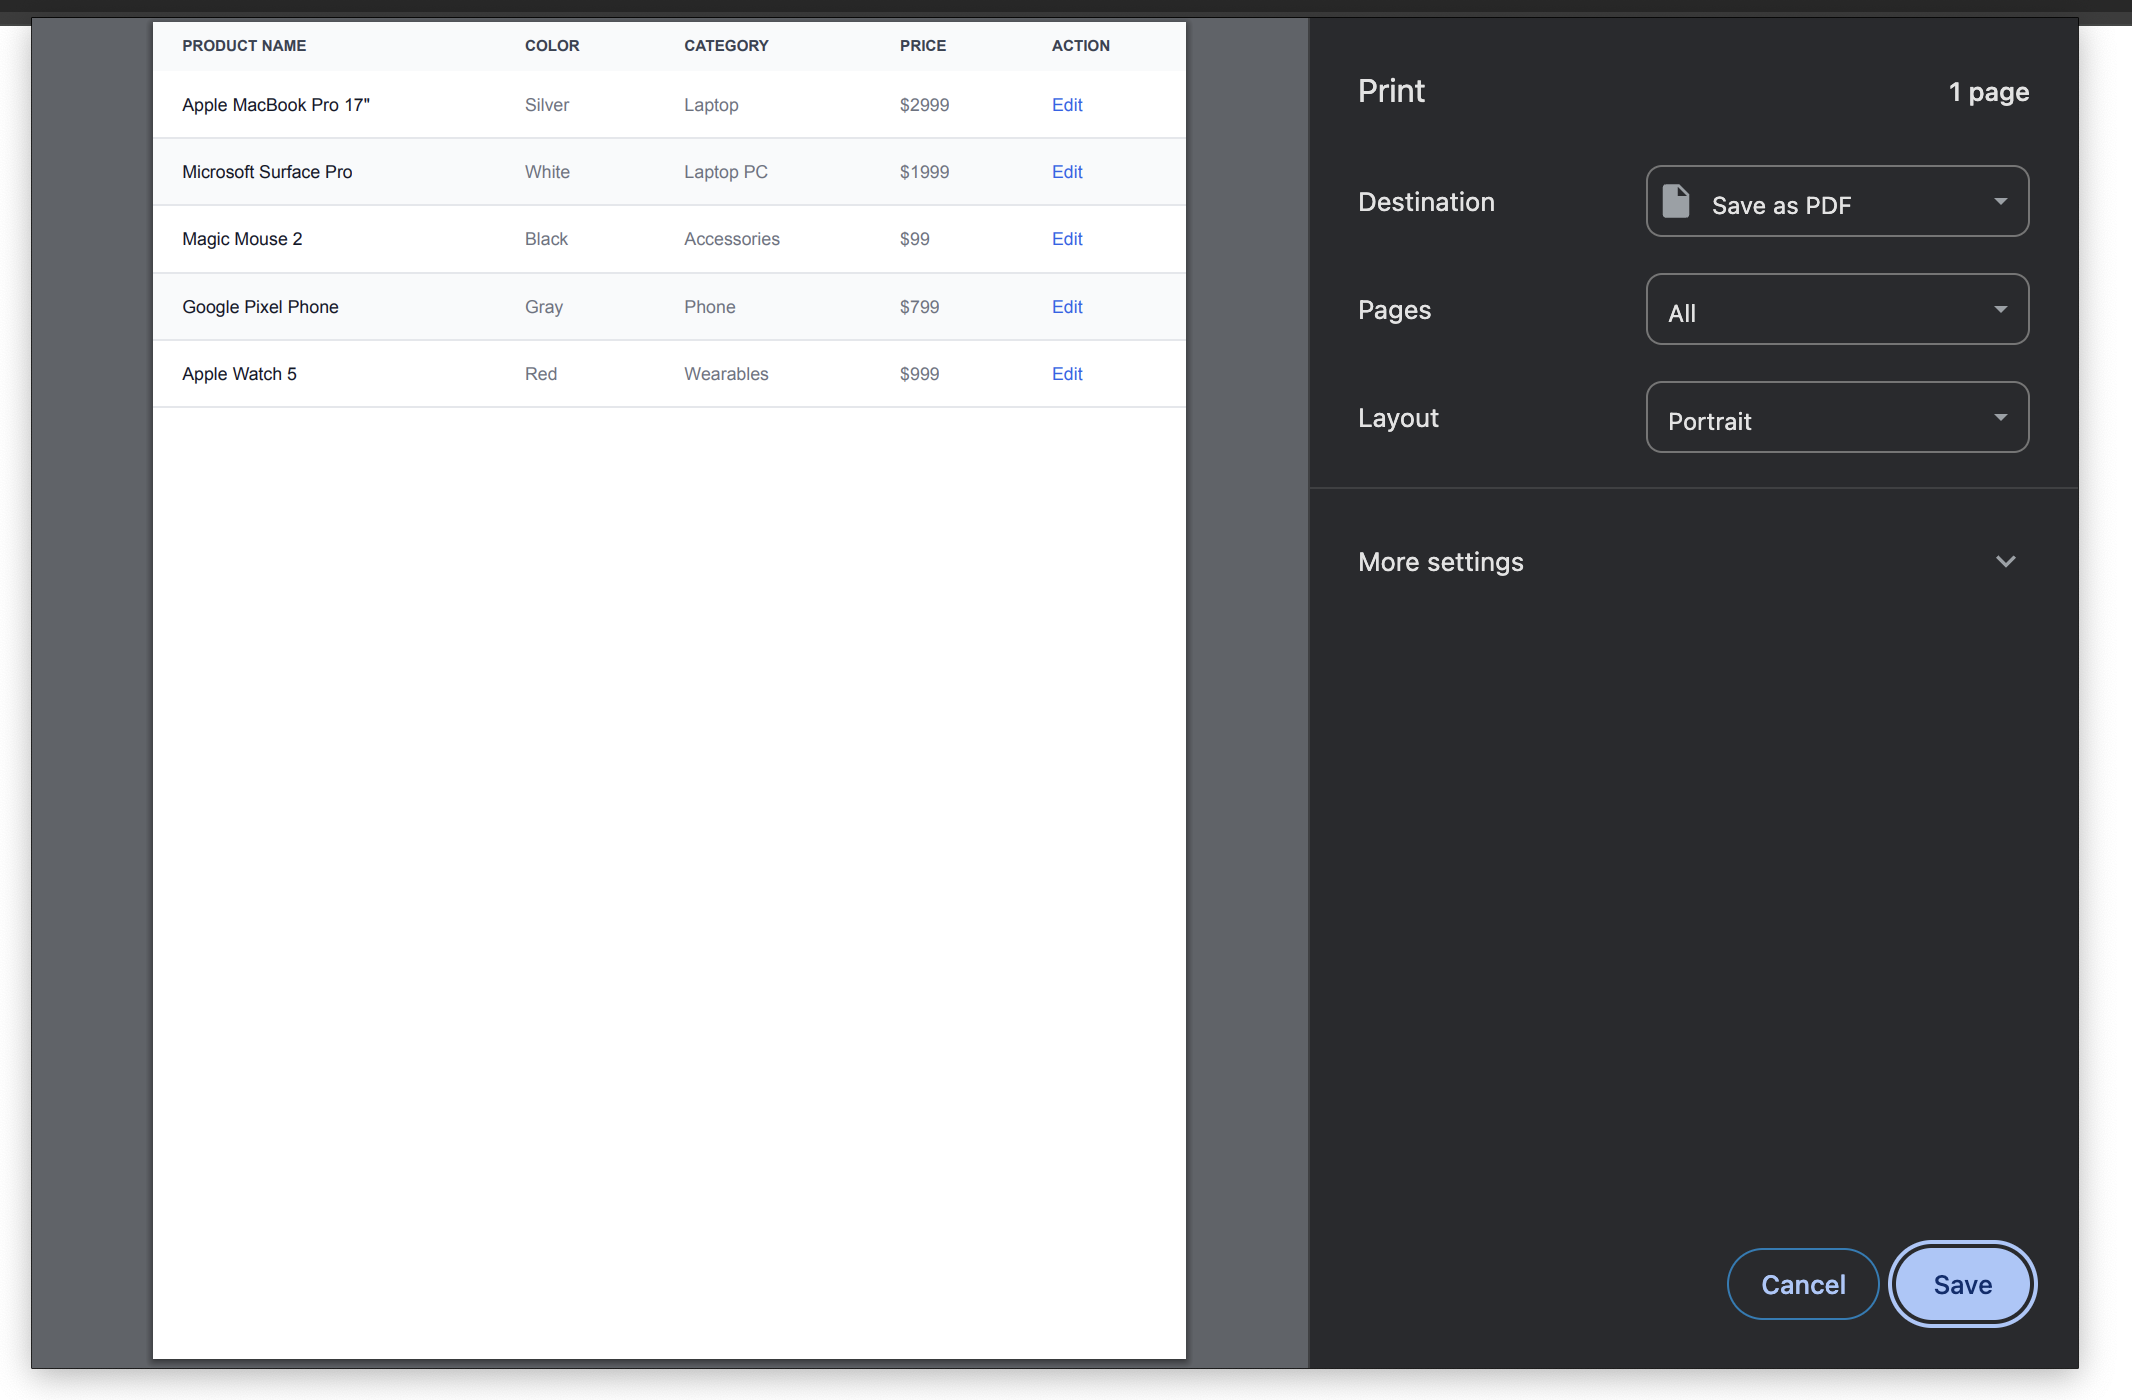 PRODUCT NAME COLOR CATEGORY PRICE ACTION
Apple MacBook Pro 17" Silver Laptop $2999 Edit
Microsoft Surface Pro White Laptop PC $1999 Edit
Magic Mouse 2 Black Accessories $99 Edit
Google Pixel Phone Gray Phone $799 Edit
Apple Watch 5 Red Wearables $999 Edit
Print 1 page
Destination Save as PDF
Pages All
Layout Portrait
More settings
Cancel Save